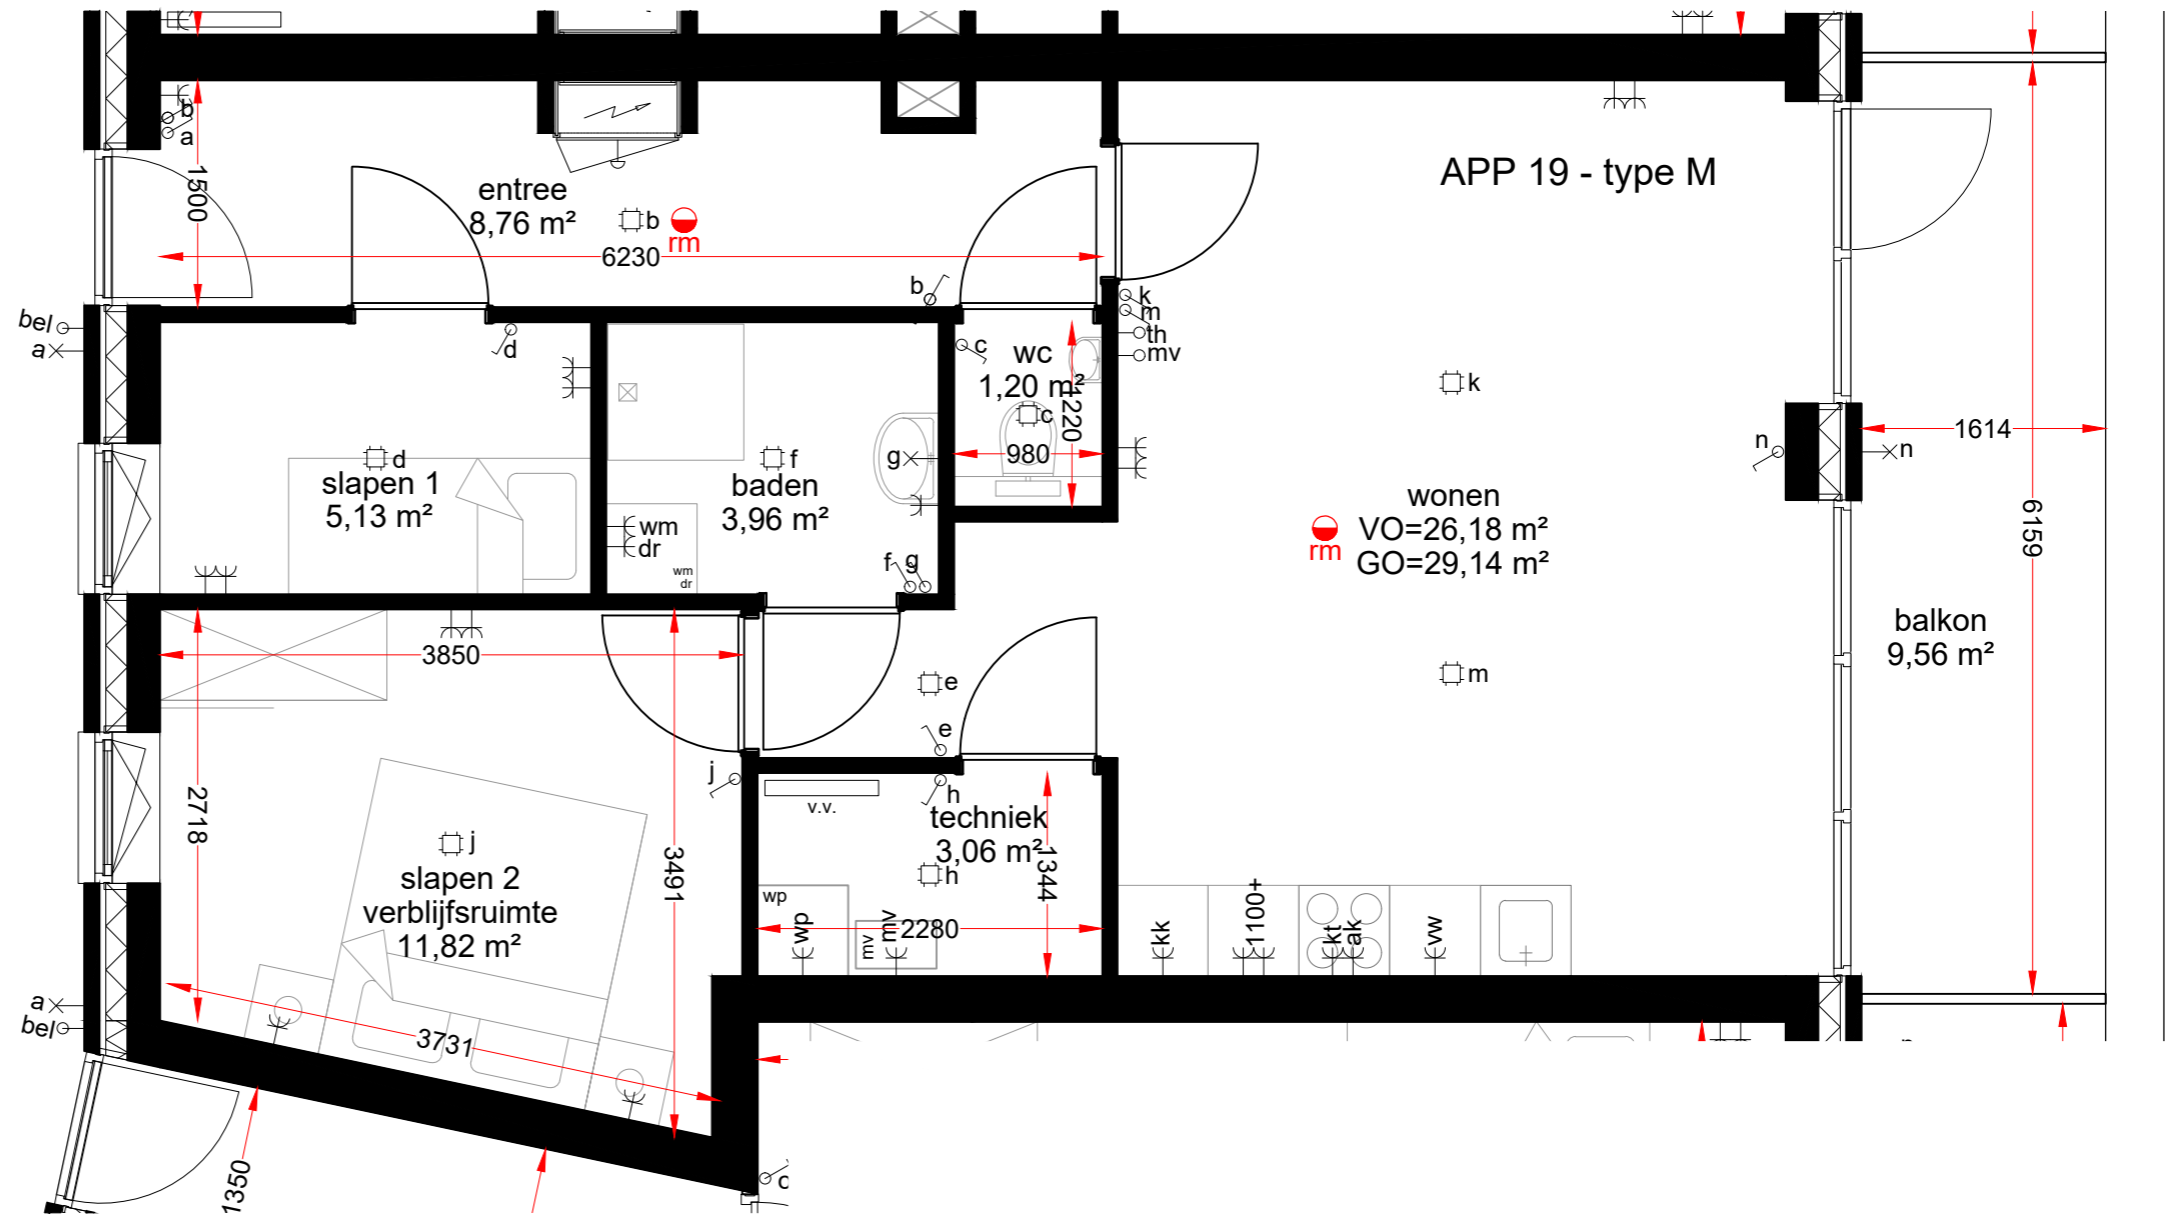 APP 19 - type M
b
a
1500
entree
8,76 m²
b
rm
6230
b
k
m
th
mv
bel
a
d
c
wc
1,20 m²
c
1220
980
k
n
n
1614
d
slapen 1
5,13 m²
f
baden
3,96 m²
g
wm
dr
wm
dr
f
g
wonen
VO=26,18 m²
GO=29,14 m²
rm
6159
balkon
9,56 m²
3850
e
m
e
j
h
v.v.
techniek
3,06 m²
h
1344
2718
3491
j
slapen 2
verblijfsruimte
11,82 m²
wp
wp
mv
mv
2280
kk
1100+
kt
ak
vw
a
bel
3731
1350